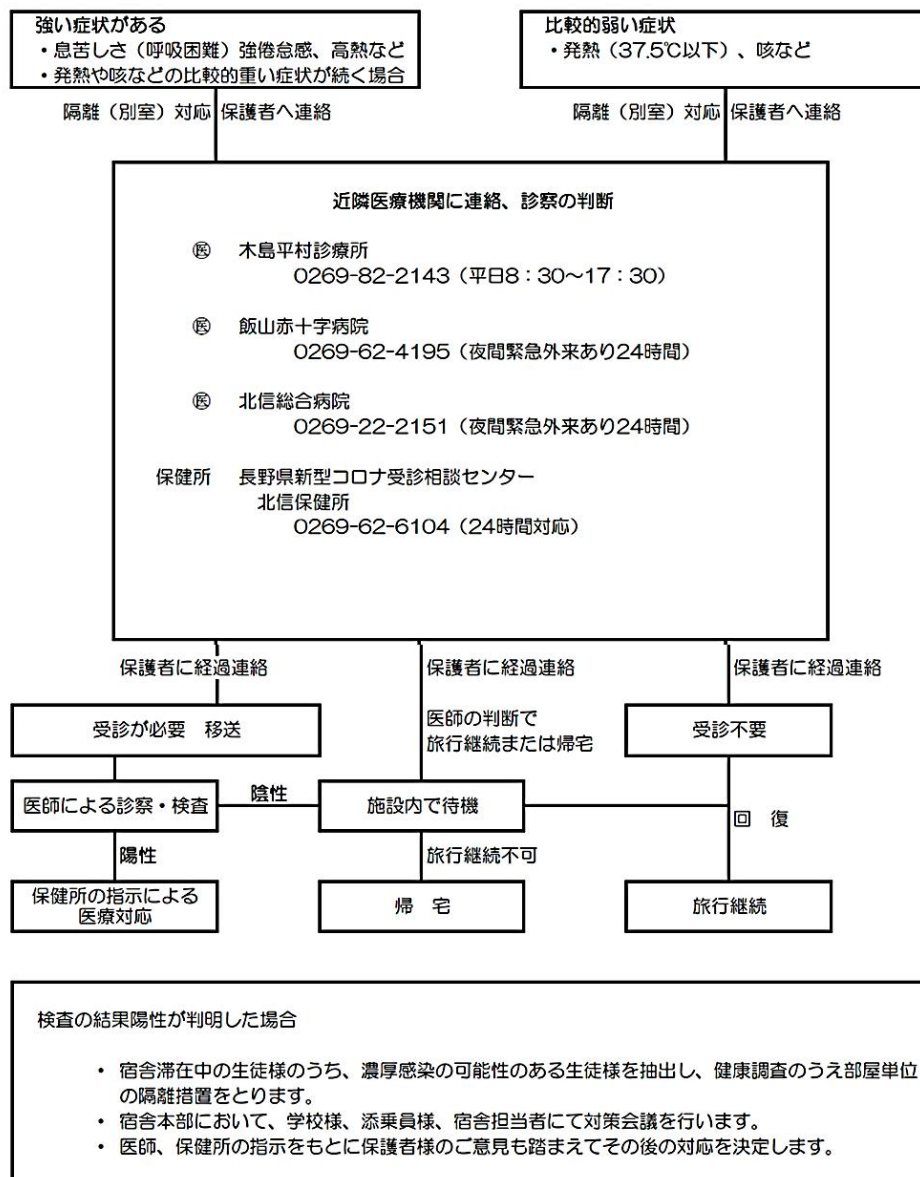 強い症状がある
・息苦しさ（呼吸困難）強倦怠感、高熱など
・発熱や咳などの比較的重い症状が続く場合
比較的弱い症状
・発熱（37.5℃以下）、咳など
隔離（別室）対応 保護者へ連絡
隔離（別室）対応 保護者へ連絡
近隣医療機関に連絡、診察の判断
㊩ 木島平村診療所
0269-82-2143（平日8：30～17：30）
㊩ 飯山赤十字病院
0269-62-4195（夜間緊急外来あり24時間）
㊩ 北信総合病院
0269-22-2151（夜間緊急外来あり24時間）
保健所 長野県新型コロナ受診相談センター
北信保健所
0269-62-6104（24時間対応）
保護者に経過連絡
保護者に経過連絡
保護者に経過連絡
受診が必要 移送
医師の判断で
旅行継続または帰宅
受診不要
医師による診察・検査
陰性
施設内で待機
回 復
陽性
旅行継続不可
保健所の指示による
医療対応
帰 宅
旅行継続
検査の結果陽性が判明した場合
・ 宿舎滞在中の生徒様のうち、濃厚感染の可能性のある生徒様を抽出し、健康調査のうえ部屋単位
の隔離措置をとります。
・ 宿舎本部において、学校様、添乗員様、宿舎担当者にて対策会議を行います。
・ 医師、保健所の指示をもとに保護者様のご意見も踏まえてその後の対応を決定します。